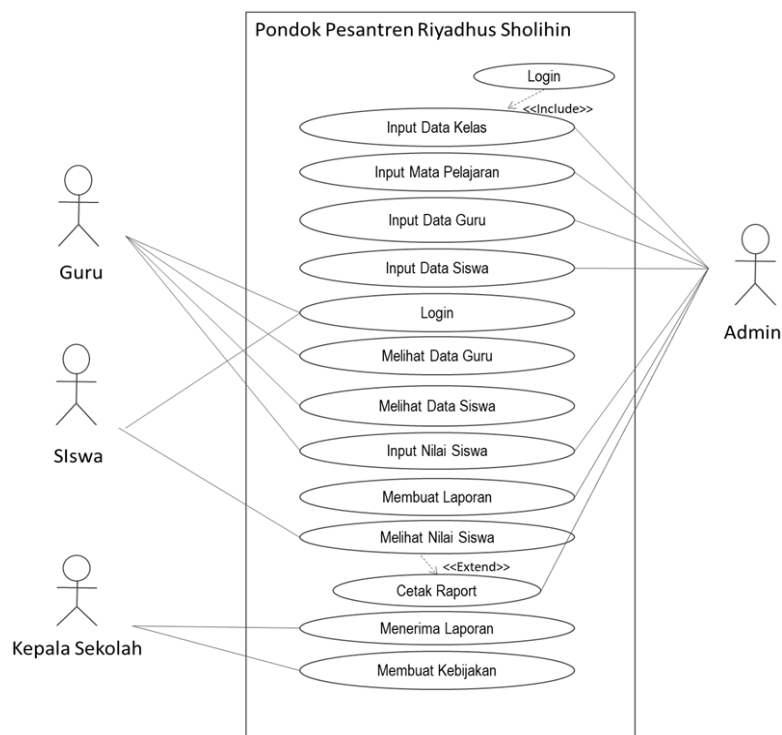 Pondok Pesantren Riyadhus Sholihin
Login
<<Include>>
Input Data Kelas
Input Mata Pelajaran
Input Data Guru
Input Data Siswa
Login
Melihat Data Guru
Melihat Data Siswa
Input Nilai Siswa
Membuat Laporan
Melihat Nilai Siswa
<<Extend>>
Cetak Raport
Menerima Laporan
Membuat Kebijakan
Guru
SIswa
Kepala Sekolah
Admin